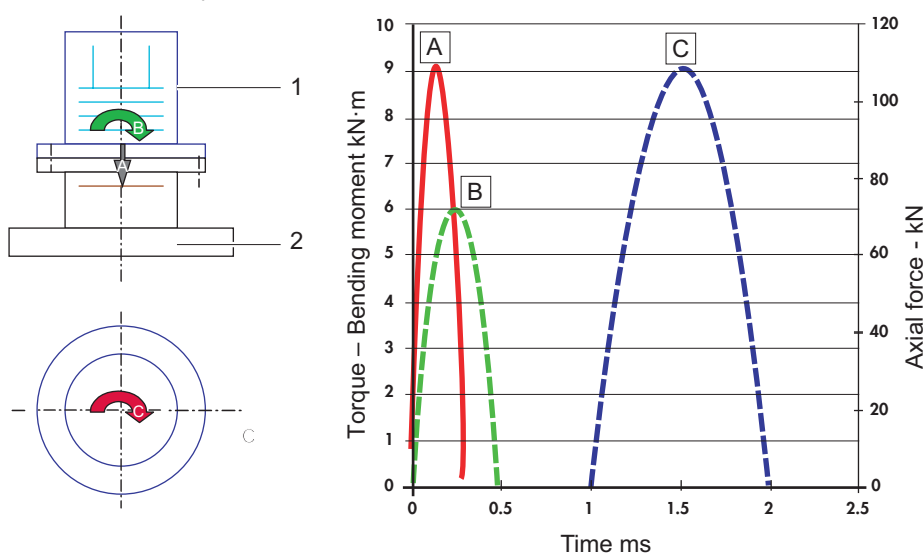 1
B
A
2
C
C
Torque – Bending moment kN·m
10
9
8
7
6
5
4
3
2
1
0
A
B
C
120
100
80
60
40
20
0
Axial force - kN
0
0.5
1
1.5
2
2.5
Time ms